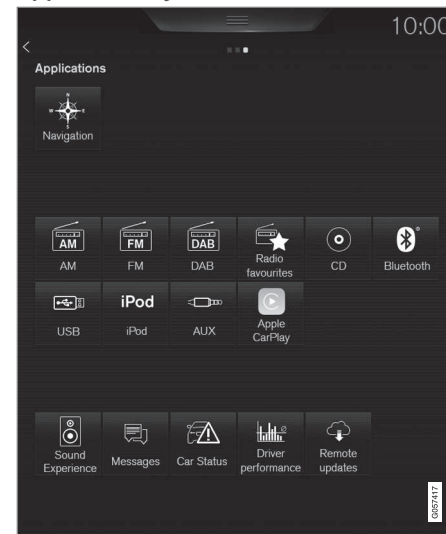 10:00
Applications
N
W E
S
Navigation
AM FM DAB
AM FM DAB Radio favourites CD Bluetooth
iPod
USB iPod AUX Apple CarPlay
Sound Experience Messages Car Status Driver performance Remote updates
G057417